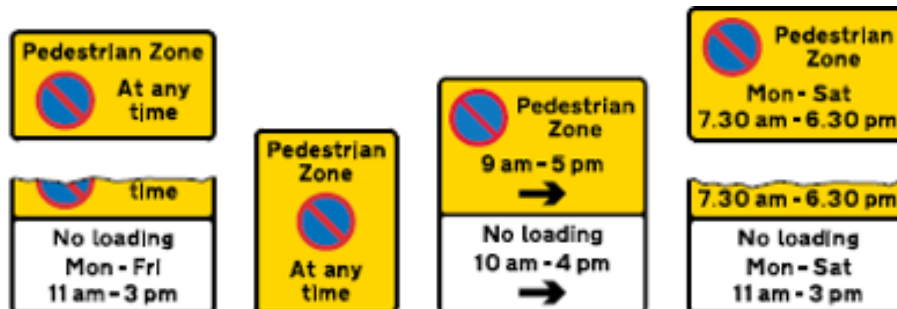 Pedestrian Zone
At any
time
time
No loading
Mon - Fri
11 am - 3 pm
Pedestrian
Zone
At any
time
Pedestrian
Zone
9 am - 5 pm
No loading
10 am - 4 pm
Pedestrian
Zone
Mon - Sat
7.30 am - 6.30 pm
7.30 am - 6.30 pm
No loading
Mon - Sat
11 am - 3 pm